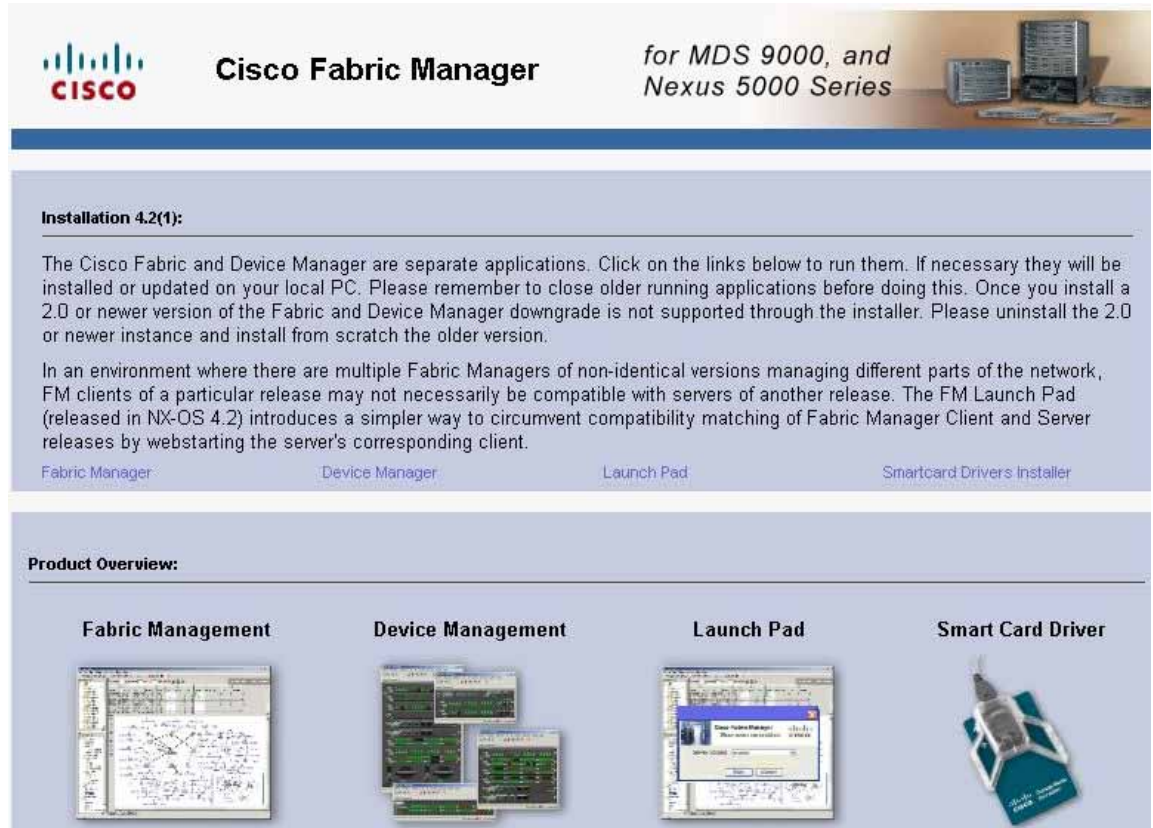 CISCO
Cisco Fabric Manager
for MDS 9000, and
Nexus 5000 Series
Installation 4.2(1):
The Cisco Fabric and Device Manager are separate applications. Click on the links below to run them. If necessary they will be
installed or updated on your local PC. Please remember to close older running applications before doing this. Once you install a
2.0 or newer version of the Fabric and Device Manager downgrade is not supported through the installer. Please uninstall the 2.0
or newer instance and install from scratch the older version.
In an environment where there are multiple Fabric Managers of non-identical versions managing different parts of the network,
FM clients of a particular release may not necessarily be compatible with servers of another release. The FM Launch Pad
(released in NX-OS 4.2) introduces a simpler way to circumvent compatibility matching of Fabric Manager Client and Server
releases by webstarting the server's corresponding client.
Fabric Manager
Device Manager
Launch Pad
Smartcard Drivers Installer
Product Overview:
Fabric Management
Device Management
Launch Pad
Smart Card Driver
Cisco Fabric Manager
CISCO